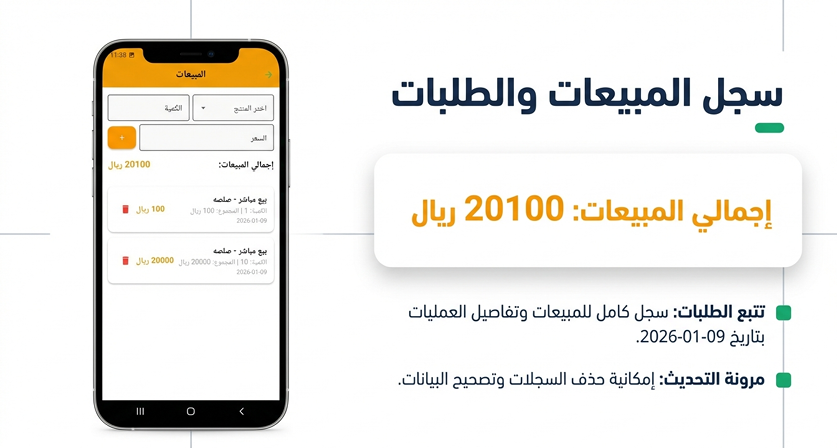 سجل المبيعات والطلبات
إجمالي المبيعات: 20100 ريال
تتبع الطلبات: سجل كامل للمبيعات وتفاصيل العمليات
بتاريخ 09-01-2026.
مرونة التحديث: إمكانية حذف السجلات وتصحيح البيانات.
11:38
المبيعات
اختر المنتج
الكمية
السعر
+
إجمالي المبيعات: 20100 ريال
بيع مباشر - صلصه
الكمية: 1 | المجموع: 100 ريال
2026-01-09
100 ريال
بيع مباشر - صلصه
الكمية: 10 | المجموع: 20000 ريال
2026-01-09
20000 ريال